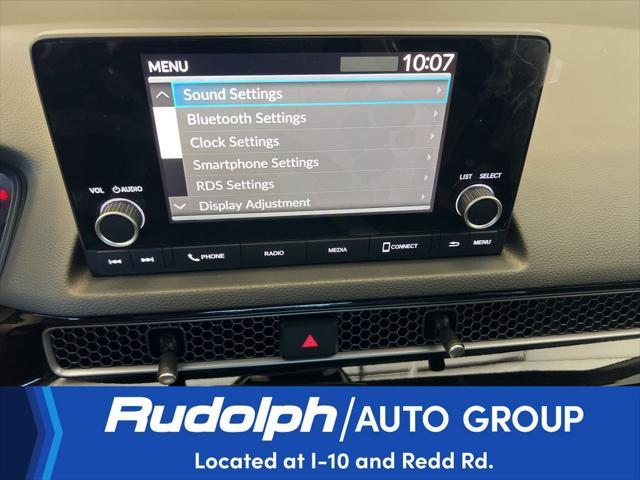 MENU 10:07
Sound Settings
Bluetooth Settings
Clock Settings
Smartphone Settings
RDS Settings
Display Adjustment
VOL AUDIO
LIST SELECT
PHONE RADIO MEDIA CONNECT MENU
Rudolph/AUTO GROUP
Located at I-10 and Redd Rd.